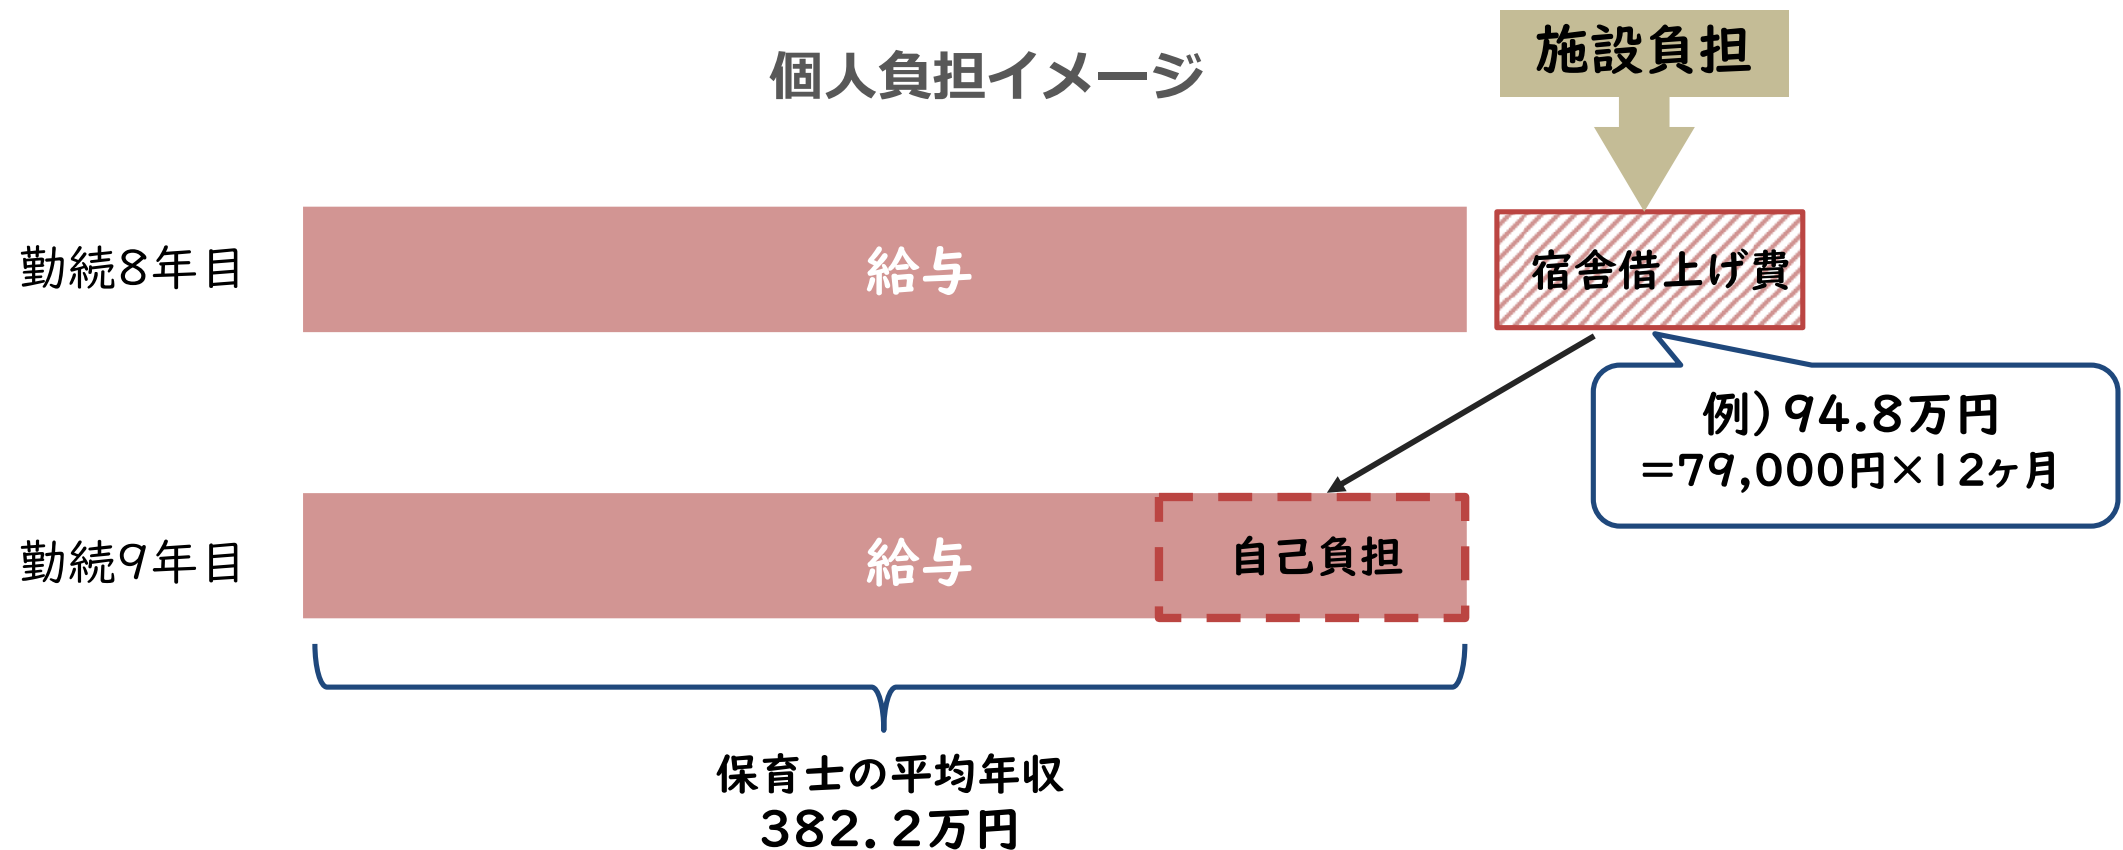 個人負担イメージ
施設負担
勤続8年目
給与
宿舎借上げ費
例）94.8万円
＝79,000円×12ヶ月
勤続9年目
給与
自己負担
保育士の平均年収
382．2万円